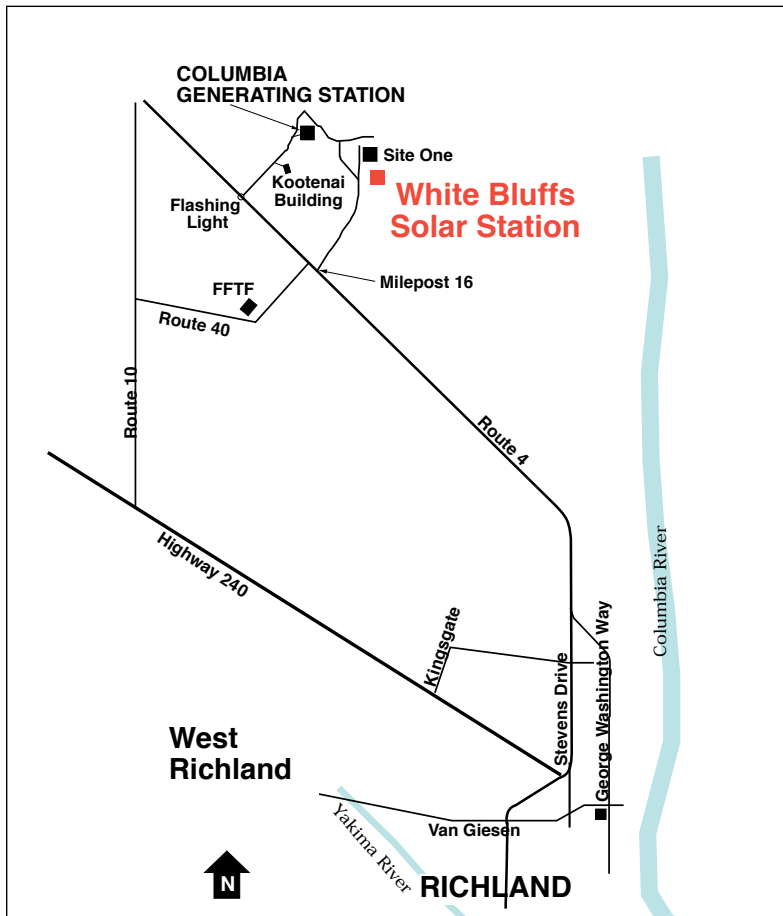 COLUMBIA
GENERATING STATION
Site One
Kootenai
Building
White Bluffs
Solar Station
Flashing
Light
Milepost 16
FFTF
Route 40
Route 10
Route 4
Highway 240
Columbia River
Kingsgate
Stevens Drive
George Washington Way
West
Richland
Van Giesen
Yakima River
N
RICHLAND